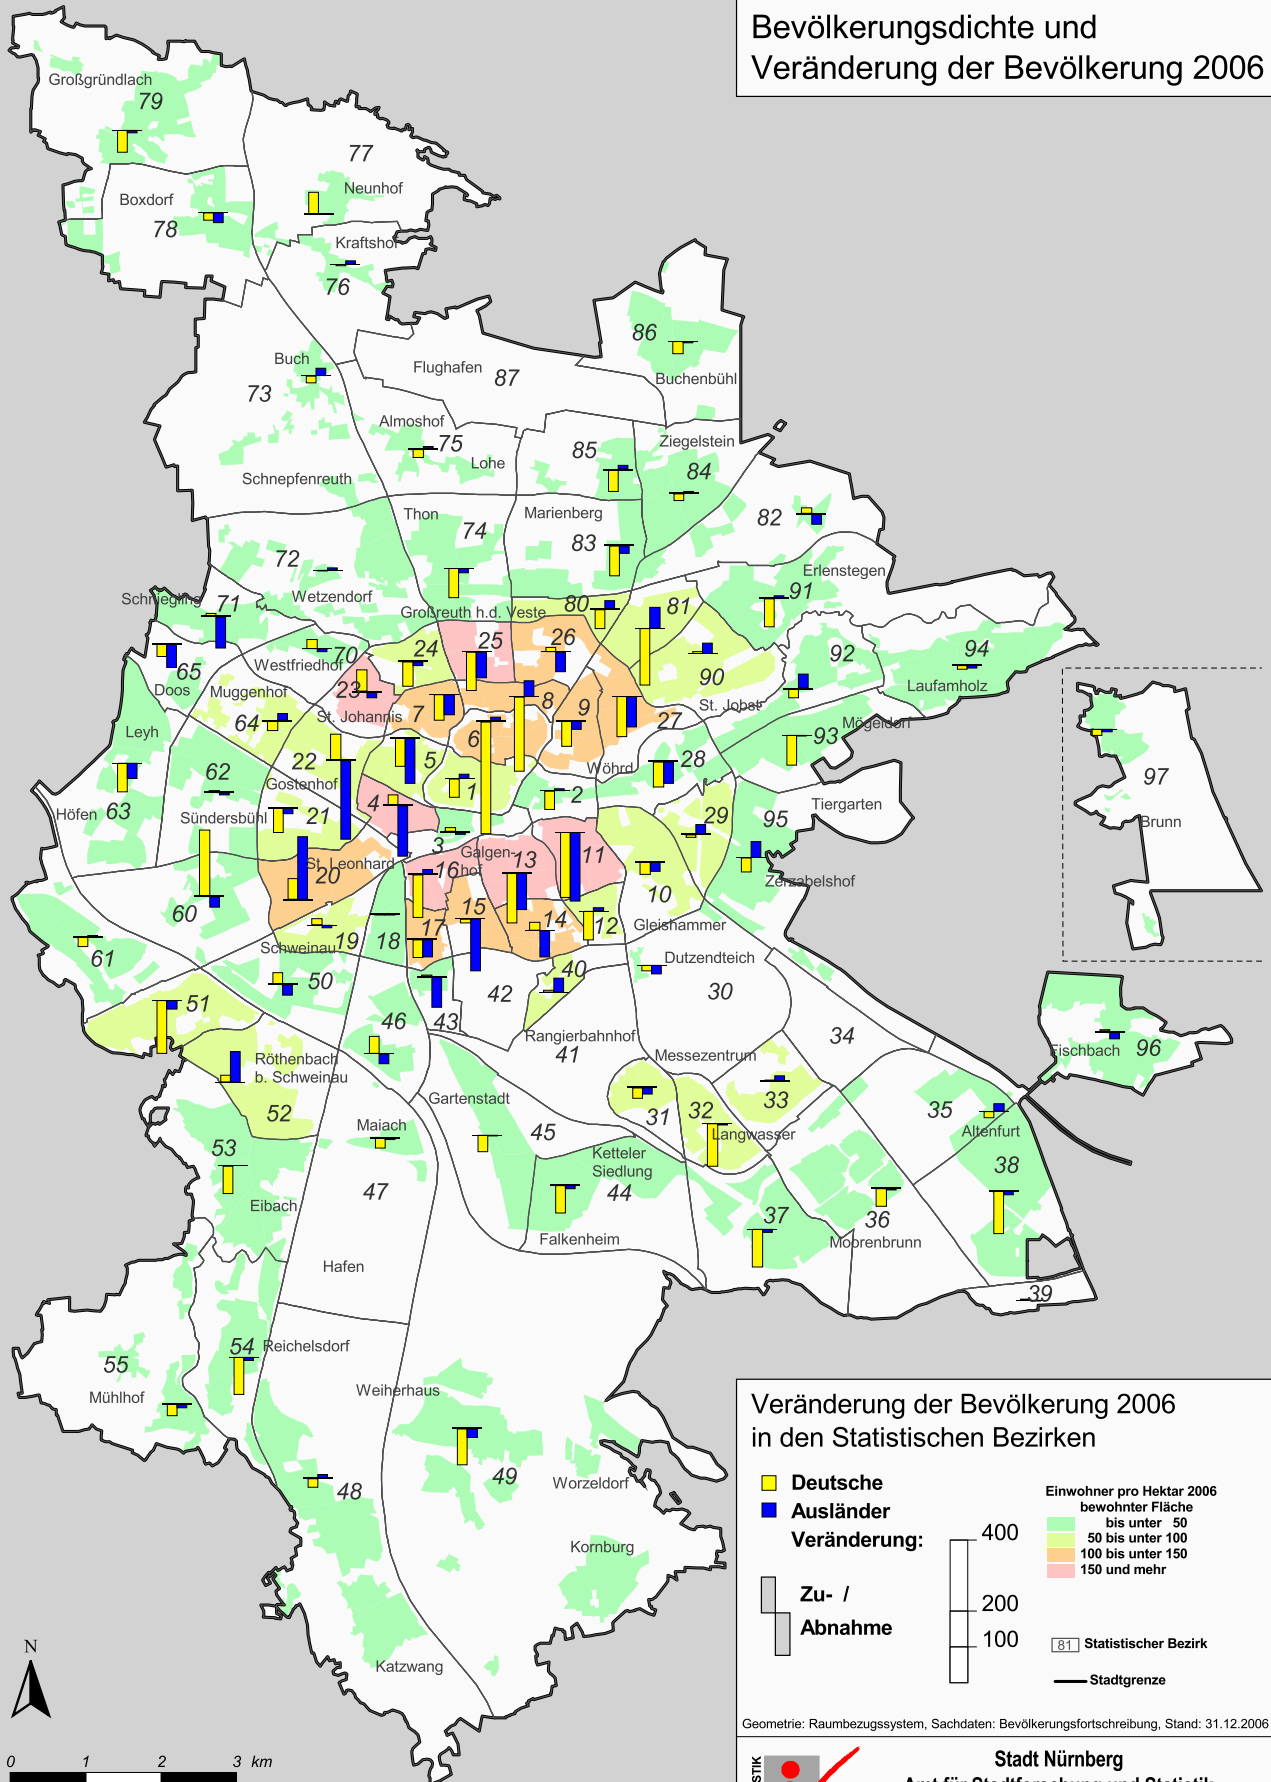 Bevölkerungsdichte und
Veränderung der Bevölkerung 2006
Großgründlach
79
77
Neunhof
Boxdorf
78
Kraftshof
76
86
Buchenbühl
Buch
73
Flughafen
87
Almoshof
75
Lohe
85
Ziegelstein
84
Schnepfenreuth
Thon
74
Marienberg
83
82
72
Wetzendorf
Erlenstegen
91
Schniegling
71
Großreuth h.d. Veste
80
81
65
Doos
Westfriedhof
70
24
25
26
90
92
94
Laufamholz
Muggenhof
64
23
St. Johannis
7
8
9
27
St. Jobst
Mögeldorf
93
Leyh
22
5
6
Wöhrd
28
97
Brunn
62
Gostenhof
1
2
Tiergarten
Höfen
63
Sündersbühl
21
4
3
29
95
St. Leonhard
20
Galgen-
hof
16
13
11
10
Zerzabelshof
60
15
14
12
Gleishammer
61
Schweinau
19
18
17
Dutzendteich
30
50
40
42
51
46
43
Rangierbahnhof
41
34
Röthenbach
b. Schweinau
52
Messezentrum
33
Fischbach
96
Gartenstadt
31
32
Langwasser
35
Altenfurt
53
Maiach
45
Ketteler
Siedlung
44
38
Eibach
47
37
36
Moorenbrunn
Falkenheim
Hafen
39
54
Reichelsdorf
55
Mühlhof
Weiherhaus
48
49
Worzeldorf
Kornburg
Katzwang
Veränderung der Bevölkerung 2006
in den Statistischen Bezirken
Deutsche
Ausländer
Veränderung:
400
200
100
Zu- /
Abnahme
Einwohner pro Hektar 2006
bewohnter Fläche
bis unter 50
50 bis unter 100
100 bis unter 150
150 und mehr
81 Statistischer Bezirk
Stadtgrenze
Geometrie: Raumbezugssystem, Sachdaten: Bevölkerungsfortschreibung, Stand: 31.12.2006
N
0 1 2 3 km
Stadt Nürnberg
Amt für Stadtforschung und Statistik